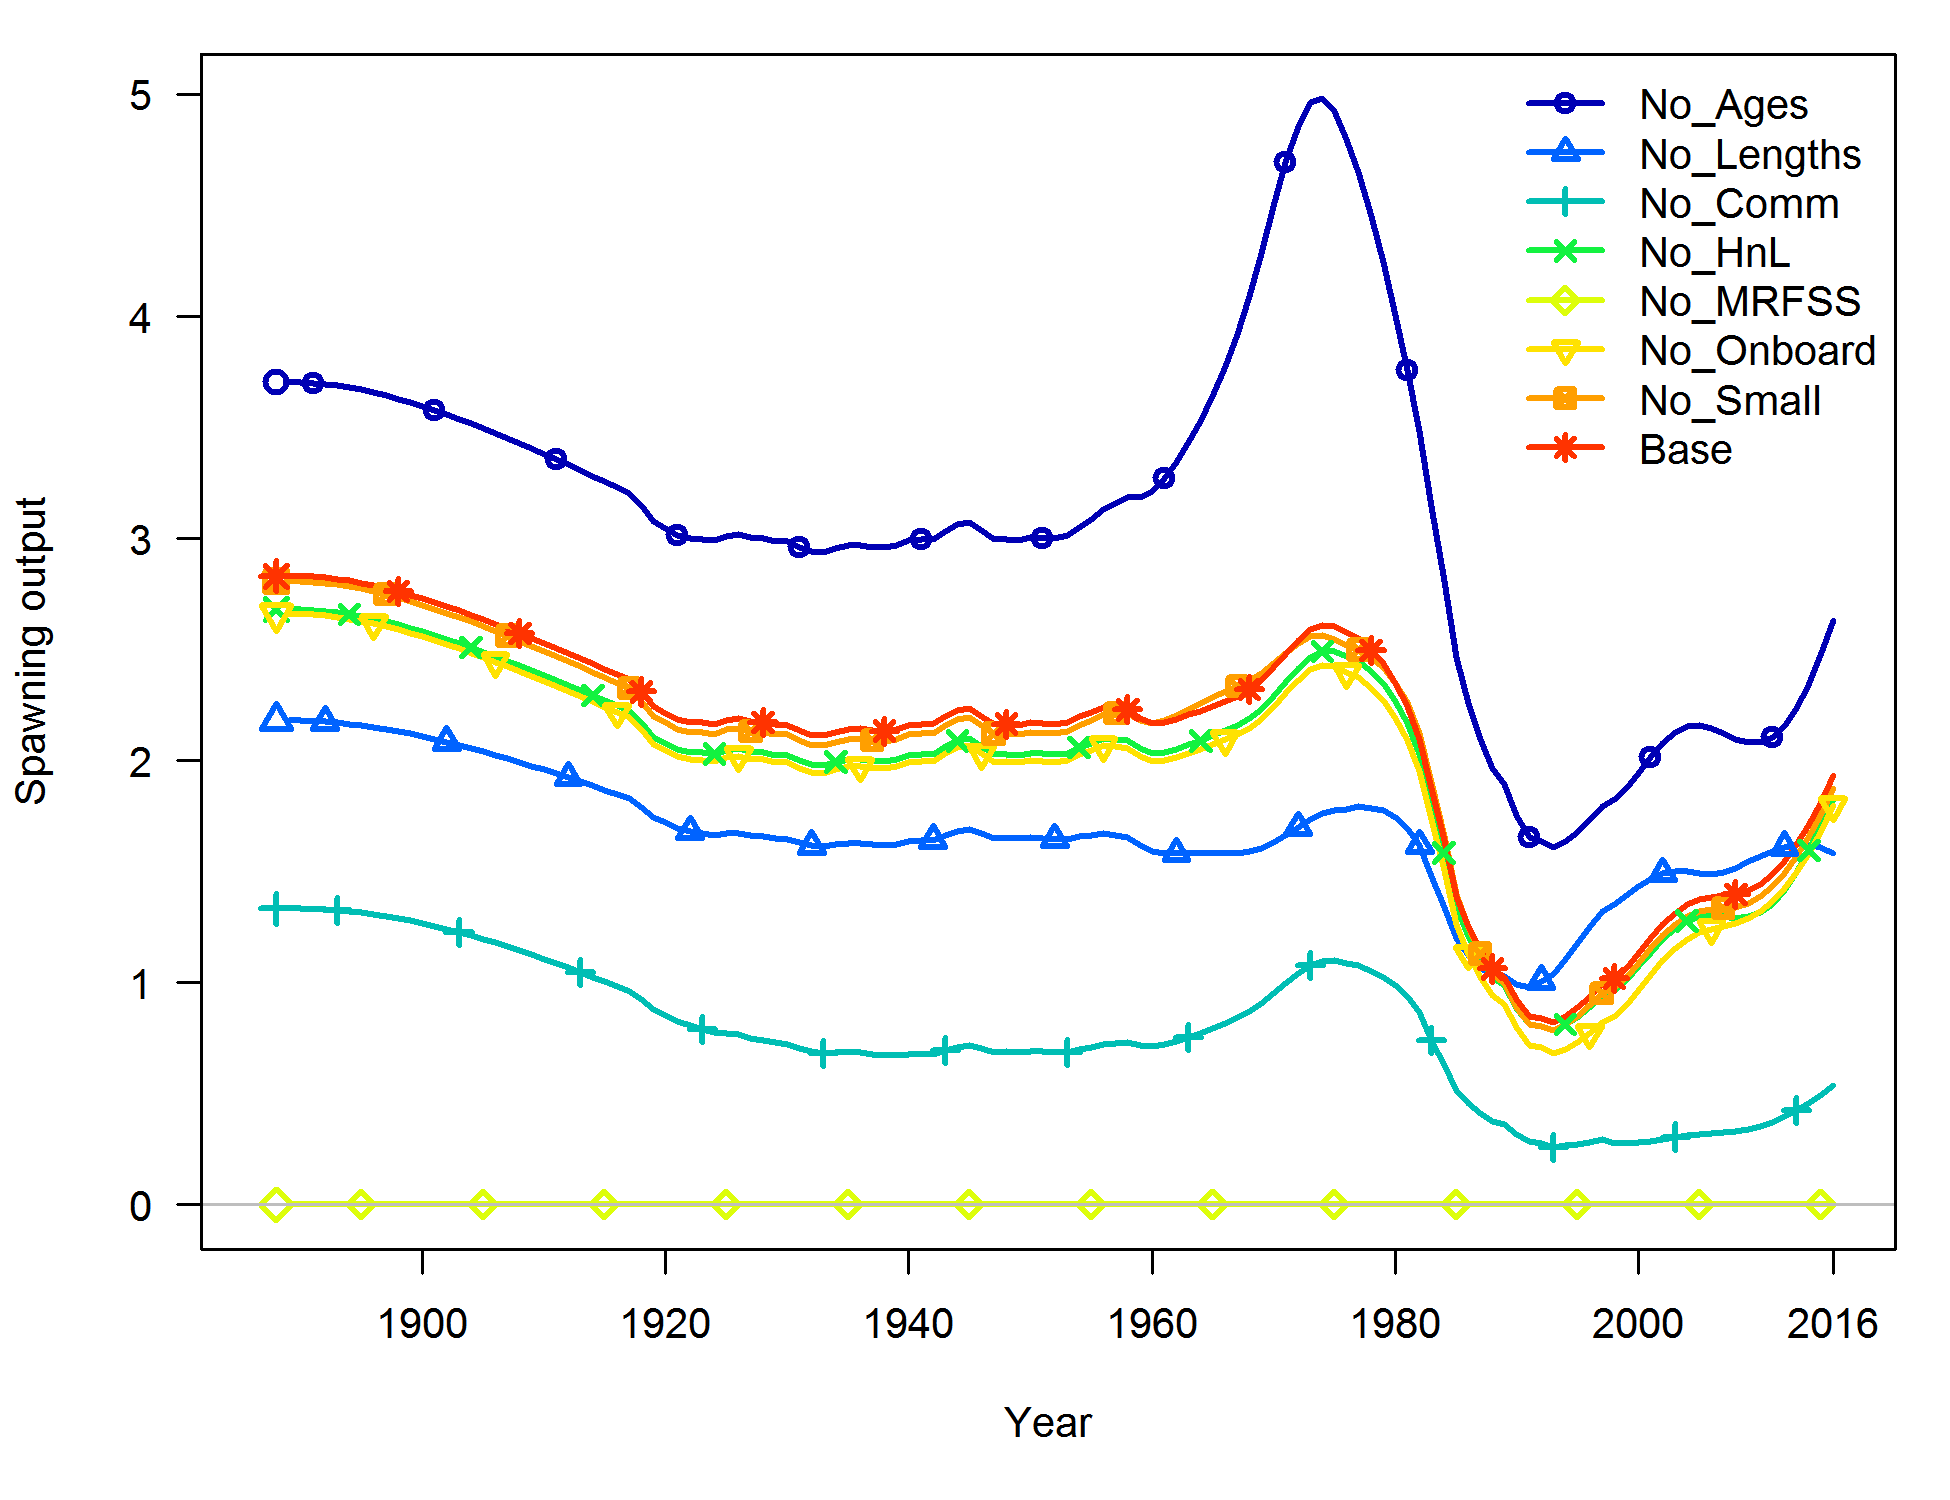 5
4
3
2
1
0
Spawning output
No_Ages
No_Lengths
No_Comm
No_HnL
No_MRFSS
No_Onboard
No_Small
Base
1900 1920 1940 1960 1980 2000 2016
Year